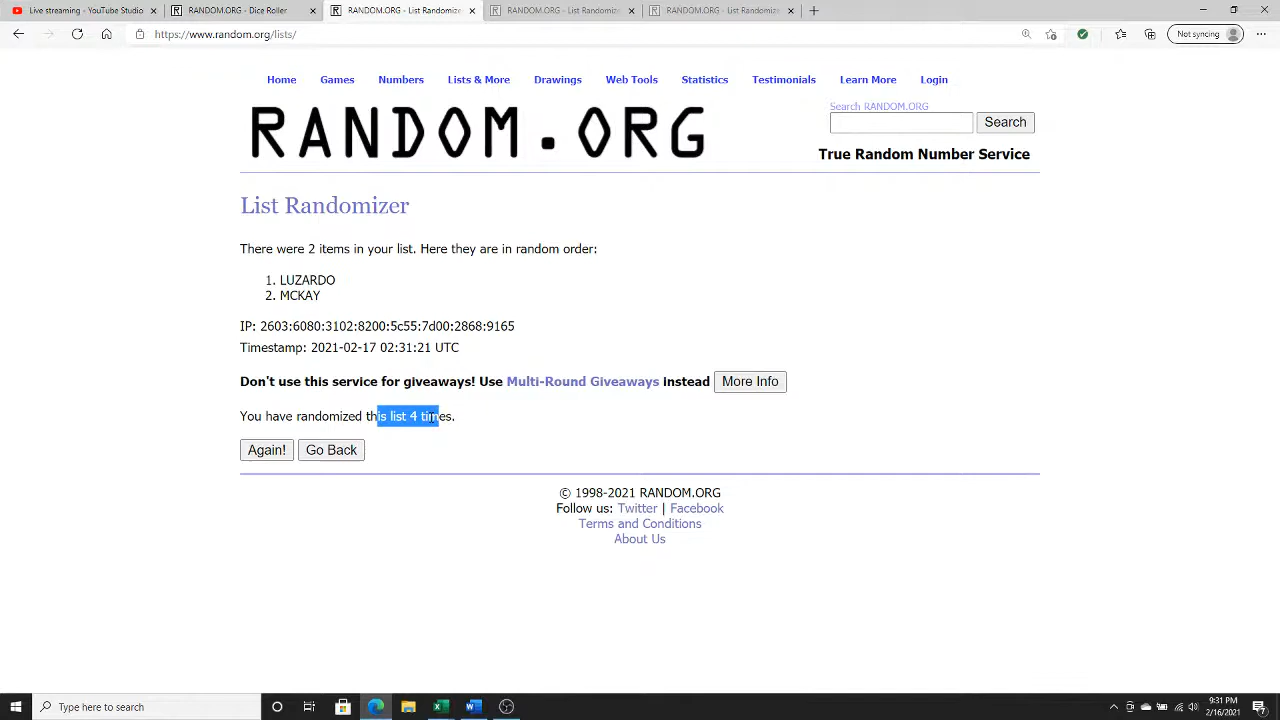 Live streaming - YouTube Studio
RANDOM.ORG - Dice Roller
RANDOM.ORG - List Randomizer
RANDOM.ORG - List Randomizer
RANDOM.ORG - List Randomizer
https://www.random.org/lists/
Not syncing
Home Games Numbers Lists & More Drawings Web Tools Statistics Testimonials Learn More Login
RANDOM.ORG
Search RANDOM.ORG
Search
True Random Number Service
List Randomizer
There were 2 items in your list. Here they are in random order:
1. LUZARDO
2. MCKAY
IP: 2603:6080:3102:8200:5c55:7d00:2868:9165
Timestamp: 2021-02-17 02:31:21 UTC
Don't use this service for giveaways! Use Multi-Round Giveaways instead More Info
You have randomized this list 4 times.
Again! Go Back
© 1998-2021 RANDOM.ORG
Follow us: Twitter | Facebook
Terms and Conditions
About Us
Type here to search
9:31 PM
2/16/2021